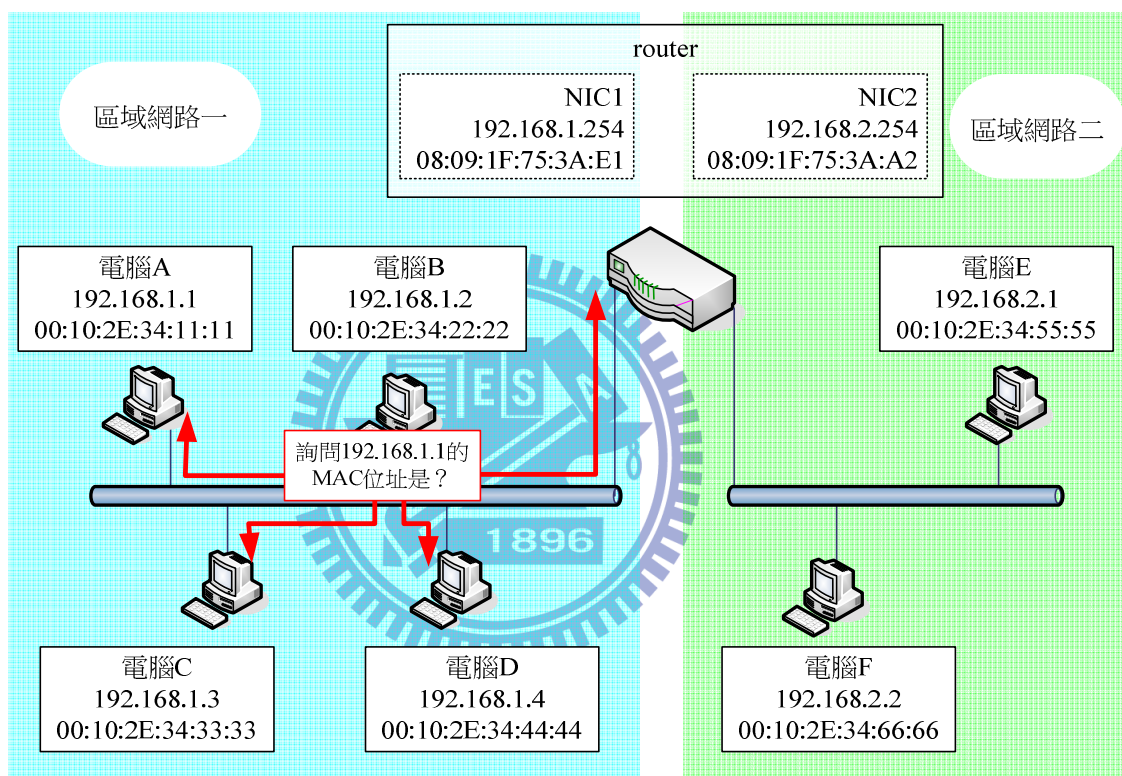 router
NIC1
192.168.1.254
08:09:1F:75:3A:E1
NIC2
192.168.2.254
08:09:1F:75:3A:A2
區域網路一
區域網路二
電腦A
192.168.1.1
00:10:2E:34:11:11
電腦B
192.168.1.2
00:10:2E:34:22:22
電腦E
192.168.2.1
00:10:2E:34:55:55
ES
A
詢問192.168.1.1的
MAC位址是？
8
1896
電腦C
192.168.1.3
00:10:2E:34:33:33
電腦D
192.168.1.4
00:10:2E:34:44:44
電腦F
192.168.2.2
00:10:2E:34:66:66